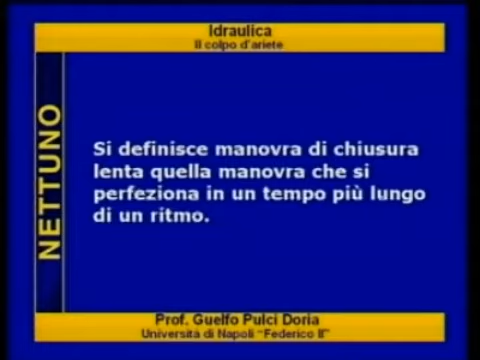 Idraulica
Il colpo d'ariete
NETTUNO
Si definisce manovra di chiusura
lenta quella manovra che si
perfeziona in un tempo più lungo
di un ritmo.
Prof. Guelfo Pulci Doria
Università di Napoli "Federico II"